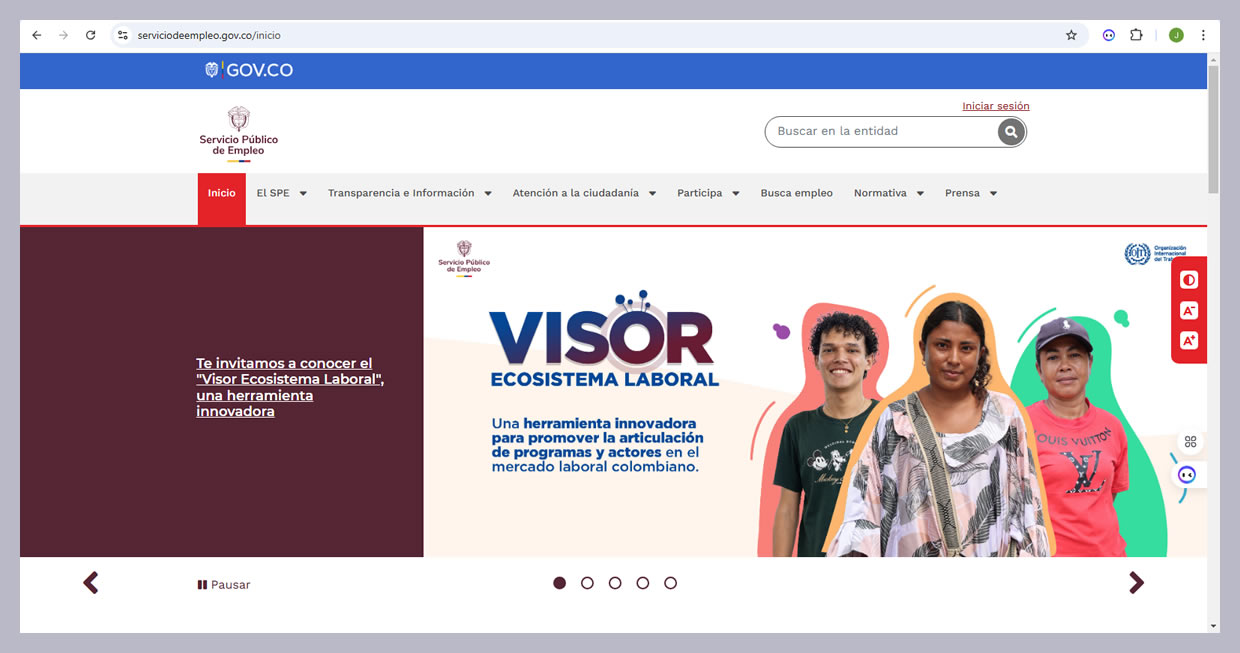 serviciodeempleo.gov.co/inicio
J
GOV.CO
Iniciar sesión
Servicio Público
de Empleo
Buscar en la entidad
Inicio El SPE Transparencia e Información Atención a la ciudadanía Participa Busca empleo Normativa Prensa
Servicio Público
de Empleo
Organización
Internacional
del
A-
A+
VISOR
ECOSISTEMA LABORAL
Te invitamos a conocer el
"Visor Ecosistema Laboral",
una herramienta
innovadora
Una herramienta innovadora
para promover la articulación
de programas y actores en el
mercado laboral colombiano.
LOUIS VUITTON
LV
Mickey
Pausar